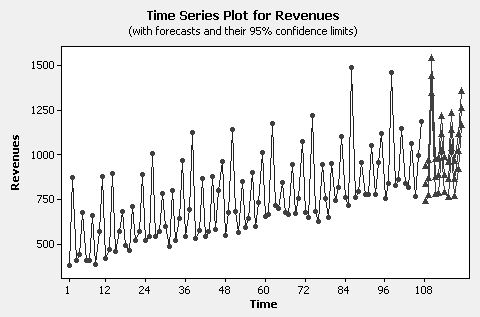 Time Series Plot for Revenues
(with forecasts and their 95% confidence limits)
1500
1250
1000
750
500
Revenues
1 12 24 36 48 60 72 84 96 108
Time